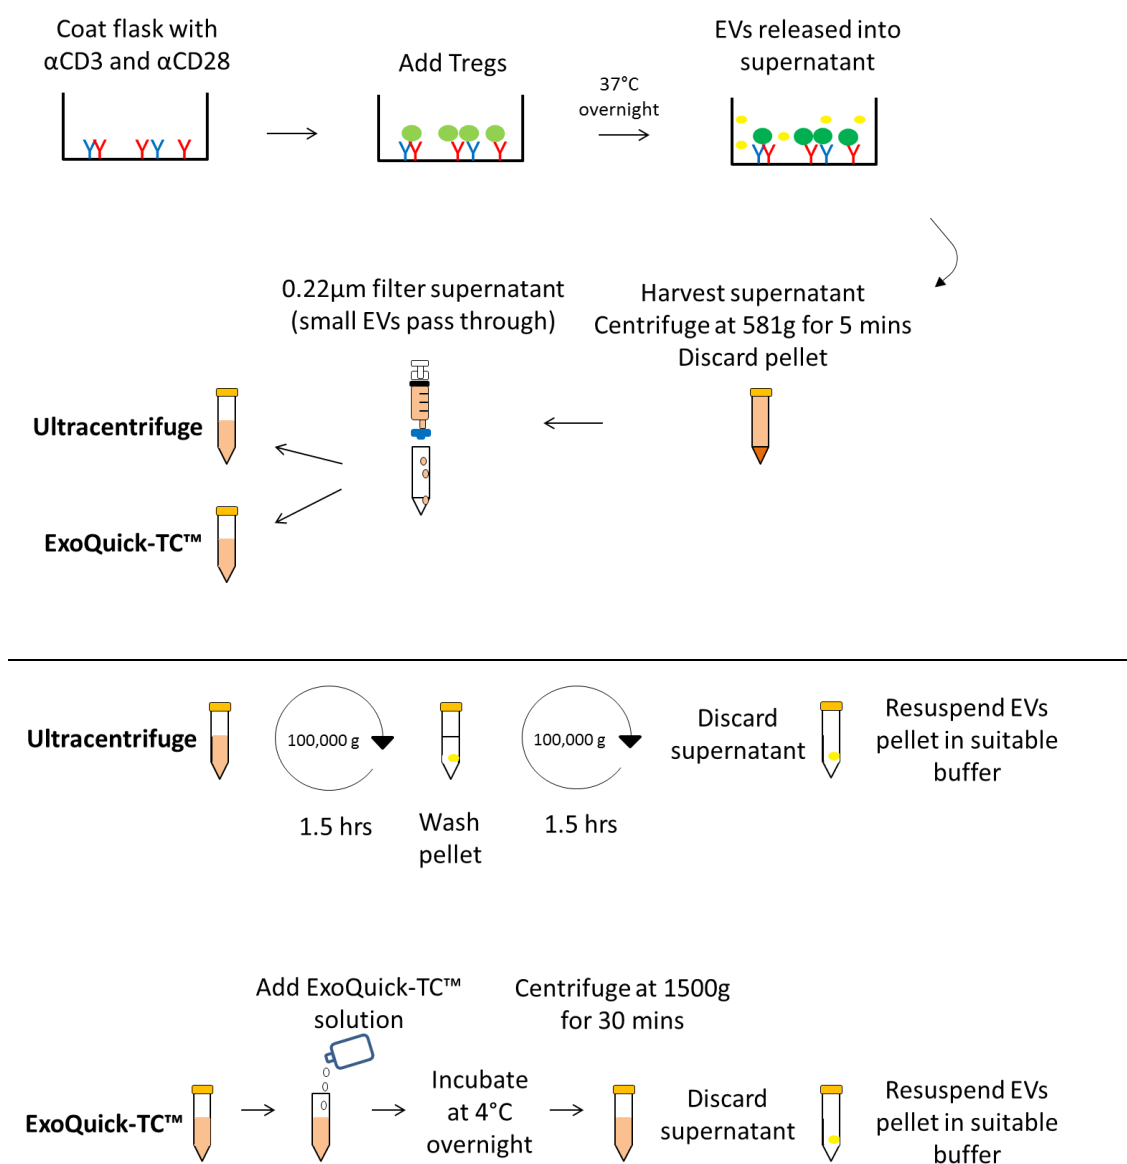 Coat flask with
αCD3 and αCD28
Add Tregs
37°C
overnight
EVs released into
supernatant
Harvest supernatant
Centrifuge at 581g for 5 mins
Discard pellet
0.22µm filter supernatant
(small EVs pass through)
Ultracentrifuge
ExoQuick-TC™
Ultracentrifuge
100,000 g
1.5 hrs
Wash
pellet
100,000 g
1.5 hrs
Discard
supernatant
Resuspend EVs
pellet in suitable
buffer
ExoQuick-TC™
Add ExoQuick-TC™
solution
Incubate
at 4°C
overnight
Centrifuge at 1500g
for 30 mins
Discard
supernatant
Resuspend EVs
pellet in suitable
buffer